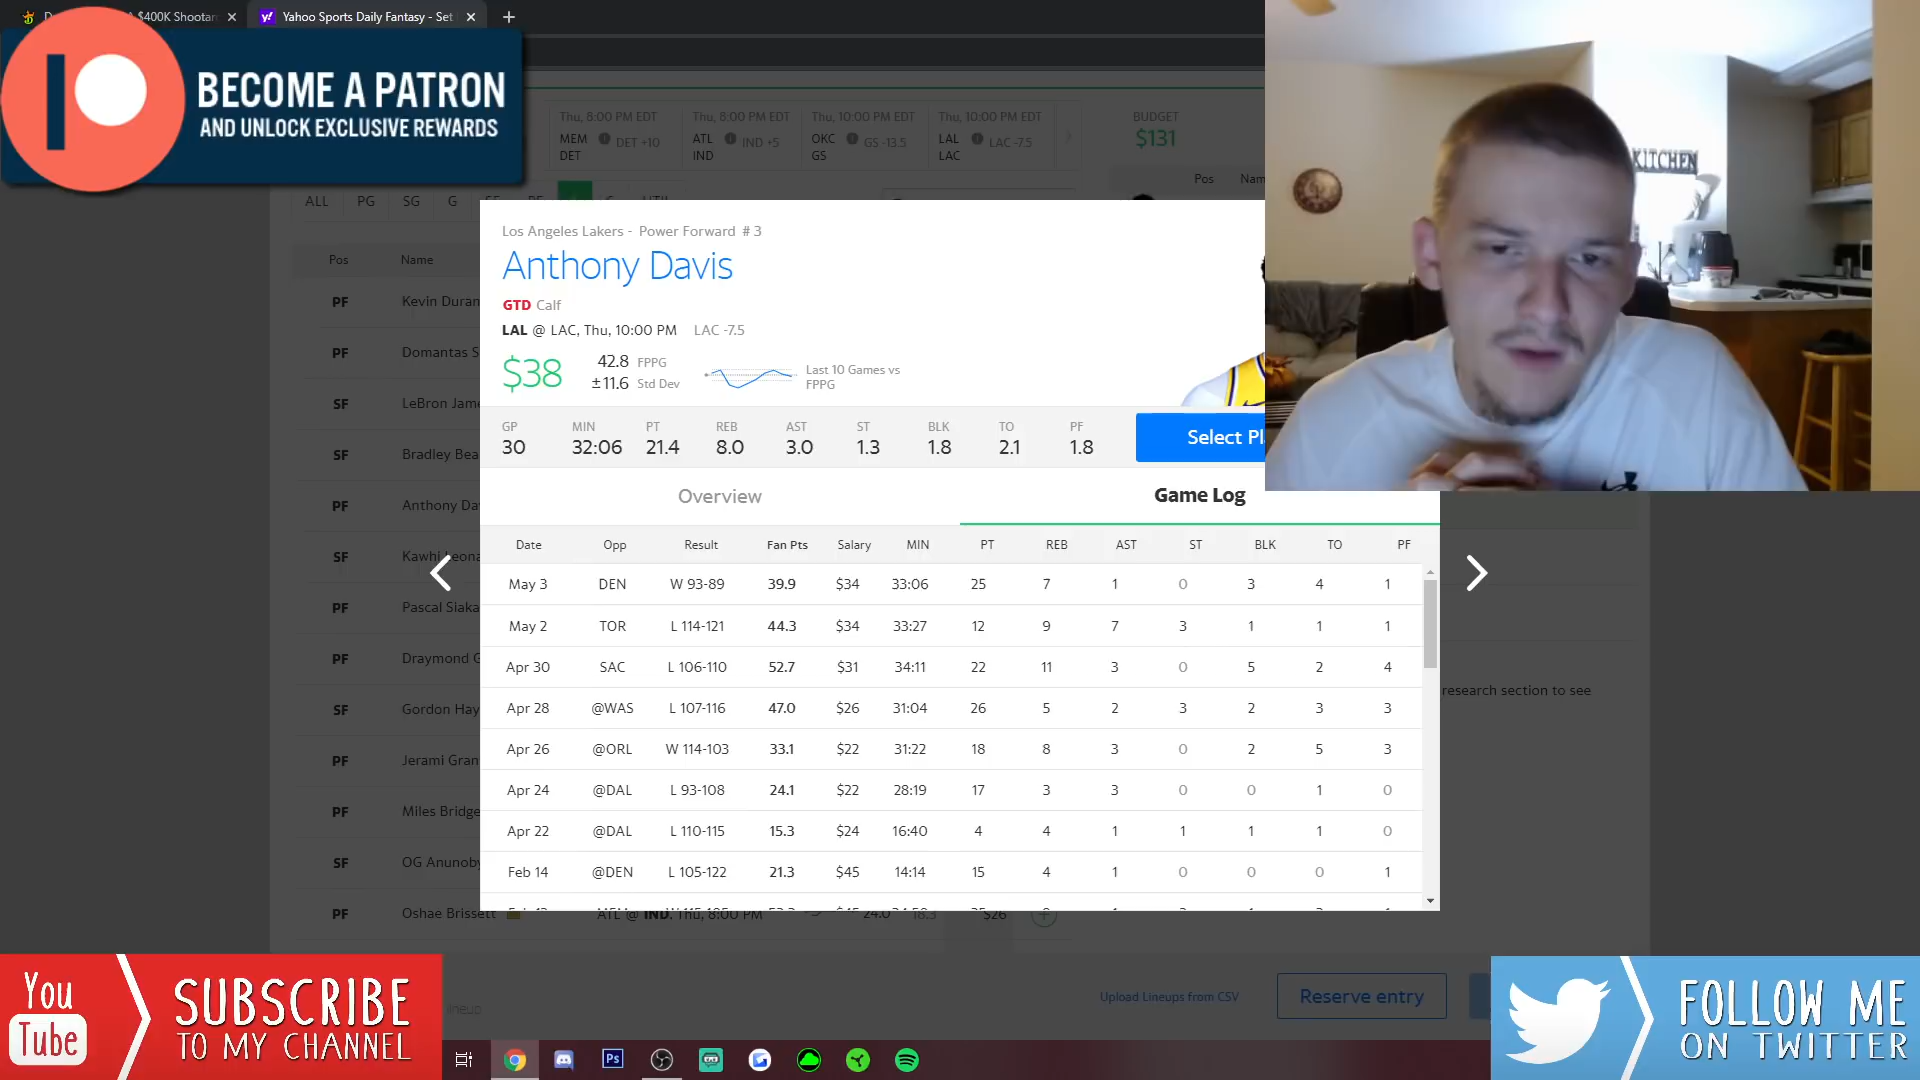 $400K Shootar
Yahoo Sports Daily Fantasy - Set
BECOME A PATRON
AND UNLOCK EXCLUSIVE REWARDS
Thu, 8:00 PM EDT
MEM DET +10
DET
Thu, 8:00 PM EDT
ATL IND +5
IND
Thu, 10:00 PM EDT
OKC GS -13.5
GS
Thu, 10:00 PM EDT
LAL LAC -7.5
LAC
BUDGET
$131
Pos Nam
ALL PG SG G
KITCHEN
Pos Name
PF Kevin Duran
PF Domantas S
SF LeBron Jame
SF Bradley Bea
PF Anthony Da
SF Kawhi Leona
PF Pascal Siaka
PF Draymond G
SF Gordon Hay
PF Jerami Gran
PF Miles Bridge
SF OG Anunoby
PF Oshae Brissett ATL @ IND, Thu, 8:00 PM 24.0 18.3 $26
Los Angeles Lakers - Power Forward # 3
Anthony Davis
GTD Calf
LAL @ LAC, Thu, 10:00 PM LAC -7.5
$38
42.8 FPPG
±11.6 Std Dev
Last 10 Games vs
FPPG
GP MIN PT REB AST ST BLK TO PF
30 32:06 21.4 8.0 3.0 1.3 1.8 2.1 1.8
Select Pl
Overview Game Log
Date Opp Result Fan Pts Salary MIN PT REB AST ST BLK TO PF
May 3 DEN W 93-89 39.9 $34 33:06 25 7 1 0 3 4 1
May 2 TOR L 114-121 44.3 $34 33:27 12 9 7 3 1 1 1
Apr 30 SAC L 106-110 52.7 $31 34:11 22 11 3 0 5 2 4
Apr 28 @WAS L 107-116 47.0 $26 31:04 26 5 2 3 2 3 3
Apr 26 @ORL W 114-103 33.1 $22 31:22 18 8 3 0 2 5 3
Apr 24 @DAL L 93-108 24.1 $22 28:19 17 3 3 0 0 1 0
Apr 22 @DAL L 110-115 15.3 $24 16:40 4 4 1 1 1 1 0
Feb 14 @DEN L 105-122 21.3 $45 14:14 15 4 1 0 0 0 1
research section to see
Upload Lineups from CSV
Reserve entry
lineup
You
Tube
SUBSCRIBE
TO MY CHANNEL
Ps
FOLLOW ME
ON TWITTER